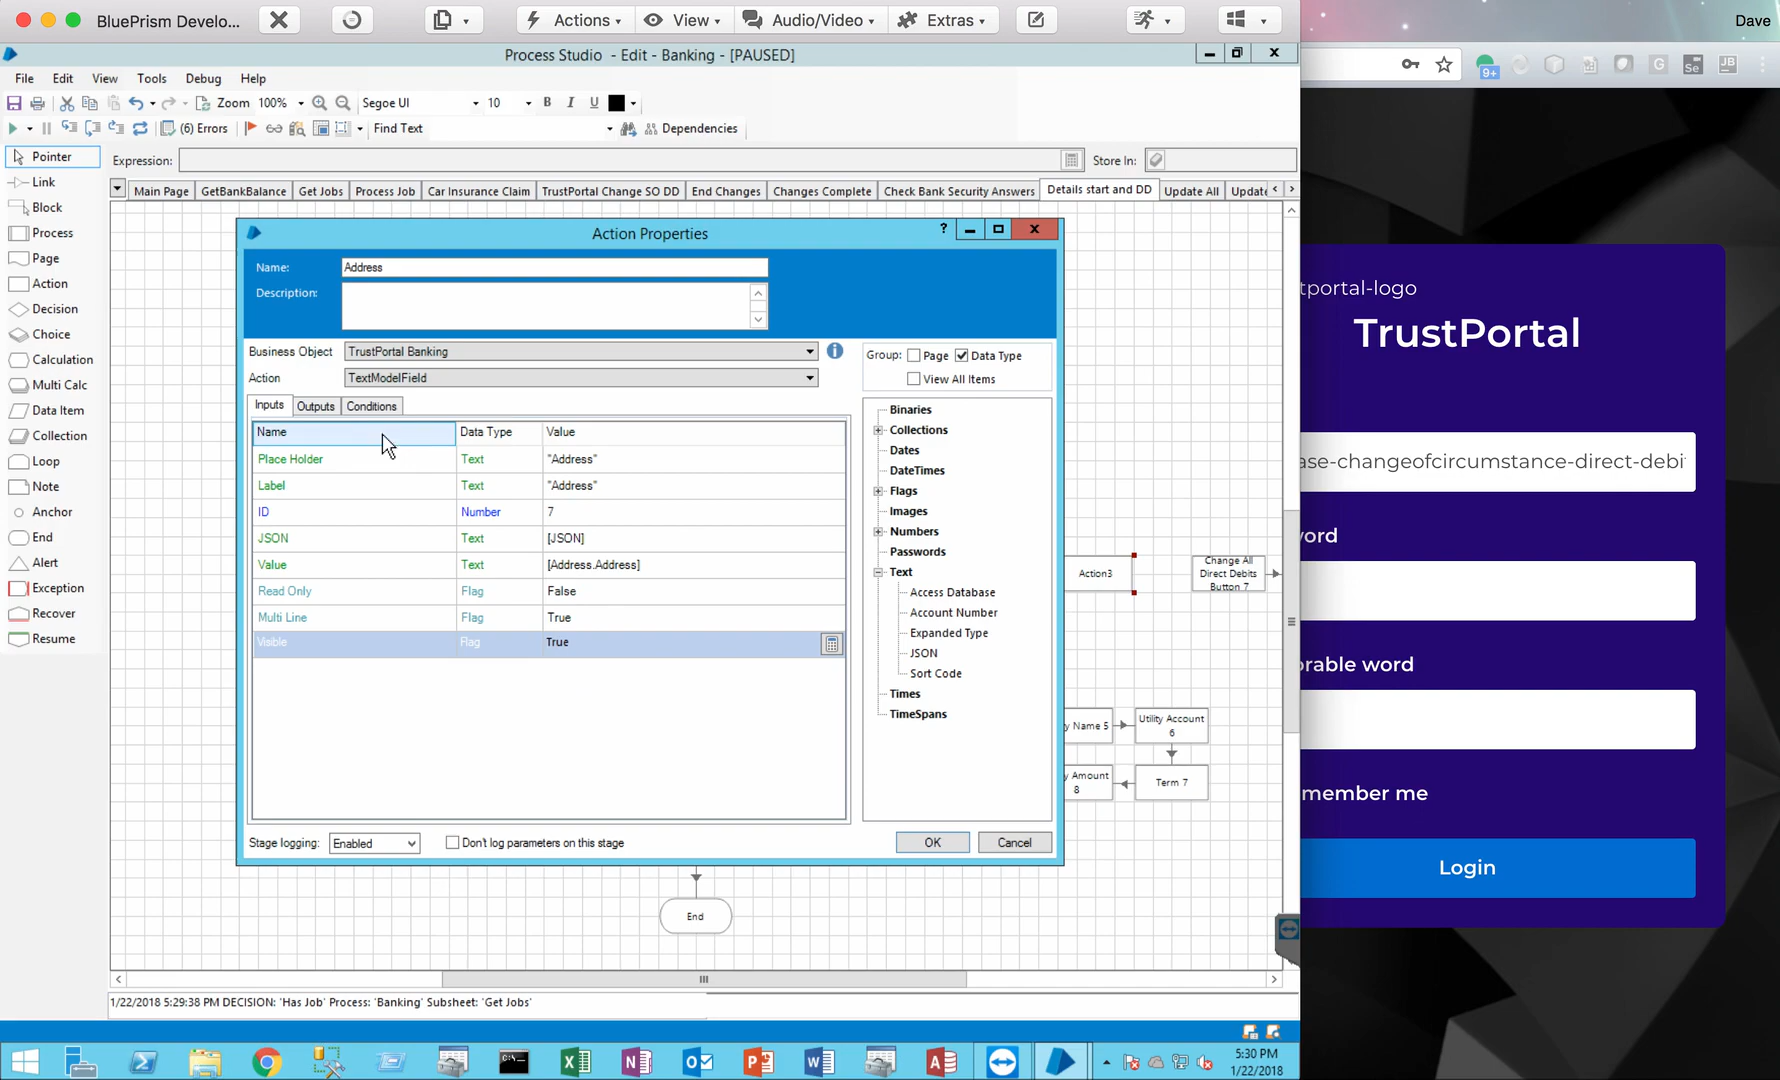 BluePrism Develo...
Actions
View
Audio/Video
Extras
Dave
Process Studio - Edit - Banking - [PAUSED]
File Edit View Tools Debug Help
Zoom 100% Segoe UI 10 B I U
(6) Errors Find Text Dependencies
9+ G Se JB
Pointer
Link
Block
Process
Page
Action
Decision
Choice
Calculation
Multi Calc
Data Item
Collection
Loop
Note
Anchor
End
Alert
Exception
Recover
Resume
Expression: Store In:
Main Page GetBankBalance Get Jobs Process Job Car Insurance Claim TrustPortal Change SO DD End Changes Changes Complete Check Bank Security Answers Details start and DD Update All Update
Action Properties
Name: Address
Description:
Business Object TrustPortal Banking
Action TextModelField
Inputs Outputs Conditions
Name Data Type Value
Place Holder Text "Address"
Label Text "Address"
ID Number 7
JSON Text [JSON]
Value Text [Address.Address]
Read Only Flag False
Multi Line Flag True
Visible Flag True
Group: Page Data Type
View All Items
Binaries
Collections
Dates
DateTimes
Flags
Images
Numbers
Passwords
Text
Access Database
Account Number
Expanded Type
JSON
Sort Code
Times
TimeSpans
Stage logging: Enabled Don't log parameters on this stage OK Cancel
Action3
Change All
Direct Debits
Button 7
y Name 5
Utility Account
6
y Amount
8
Term 7
End
1/22/2018 5:29:38 PM DECISION: 'Has Job' Process: 'Banking' Subsheet: 'Get Jobs'
5:30 PM
1/22/2018
tportal-logo
TrustPortal
ase-changeofcircumstance-direct-debit
ord
orable word
member me
Login